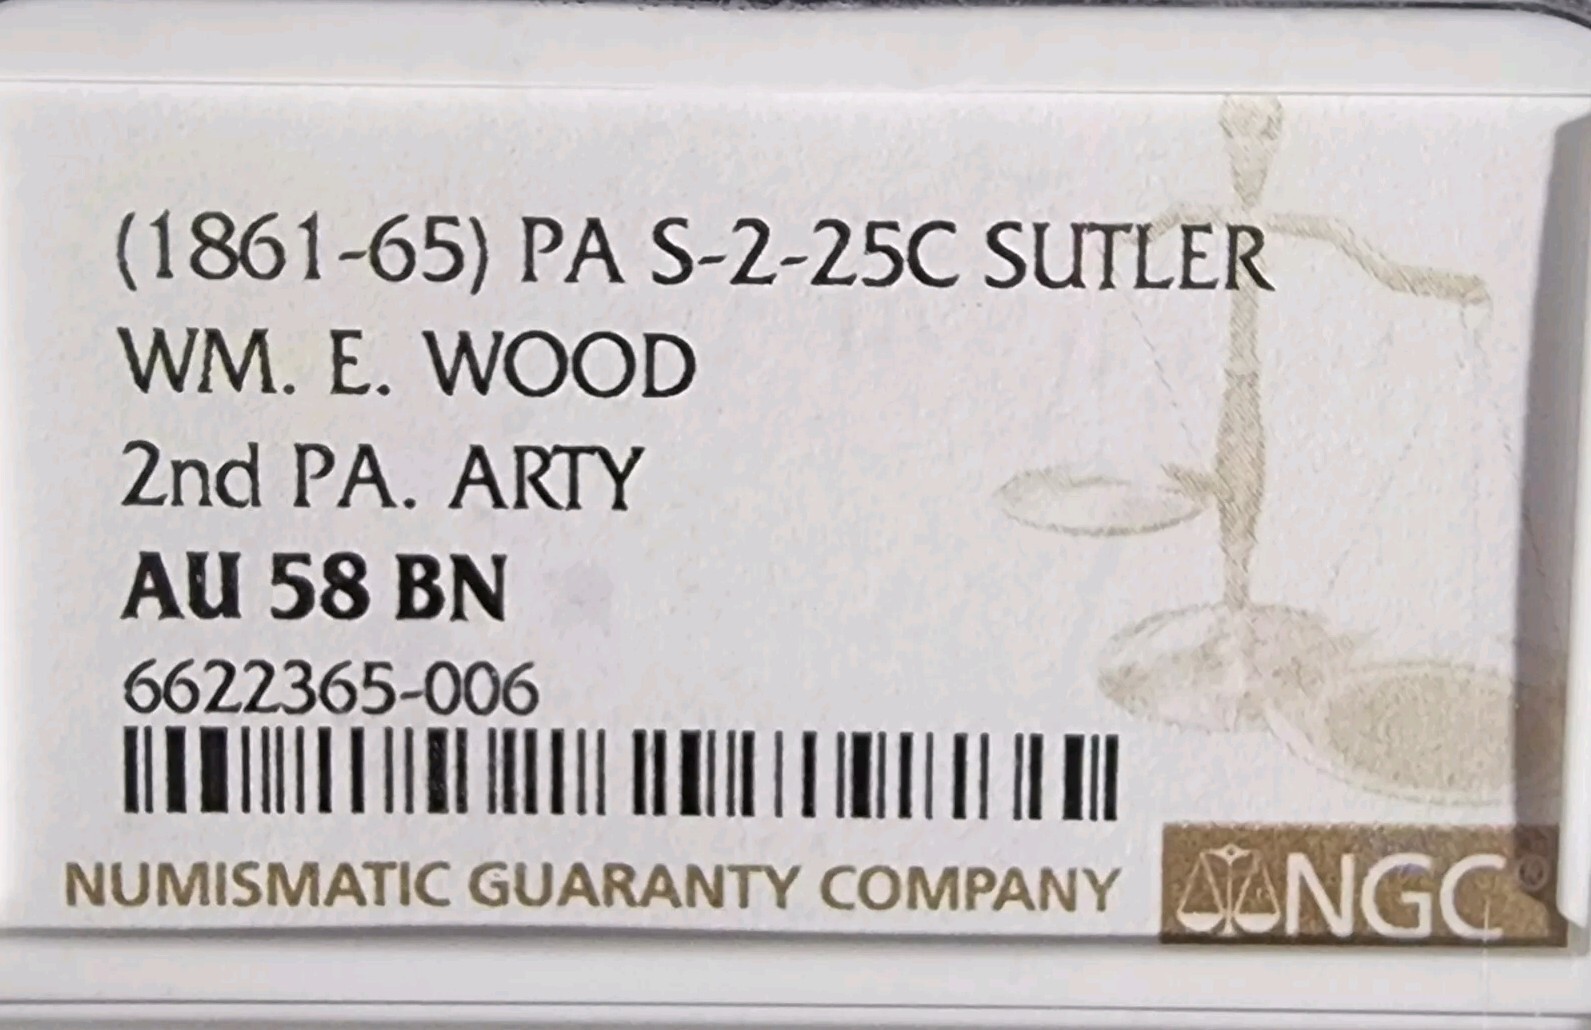 (1861-65) PA S-2-25C SUTLER
WM. E. WOOD
2nd PA. ARTY
AU 58 BN
6622365-006
NUMISMATIC GUARANTY COMPANY
NGC®